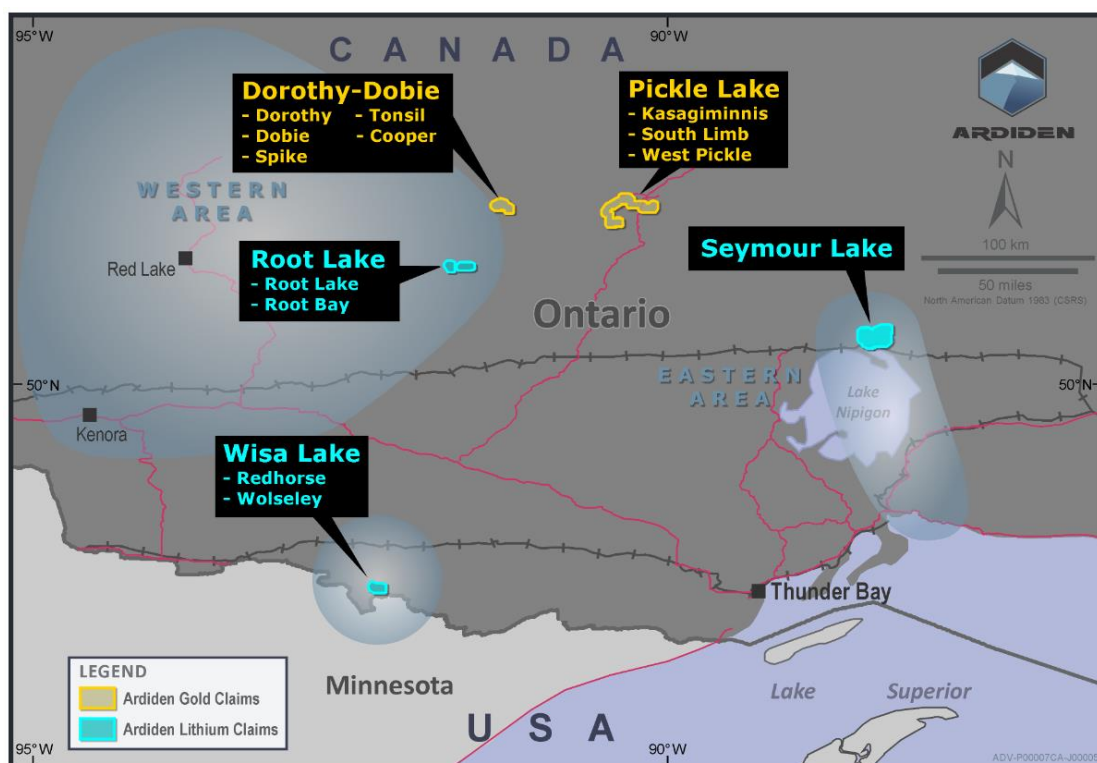 95°W
90°W
C A N A D A
ARDIDEN
N
100 km
50 miles
North American Datum 1983 (CSRS)
Dorothy-Dobie
- Dorothy - Tonsil
- Dobie - Cooper
- Spike
Pickle Lake
- Kasagiminnis
- South Limb
- West Pickle
WESTERN
AREA
Red Lake
Root Lake
- Root Lake
- Root Bay
Seymour Lake
Ontario
EASTERN
AREA
Lake
Nipigon
50°N
50°N
Kenora
Wisa Lake
- Redhorse
- Wolseley
Thunder Bay
Minnesota
Lake Superior
U S A
LEGEND
Ardiden Gold Claims
Ardiden Lithium Claims
95°W
90°W
ADV-P00007CA-J00005